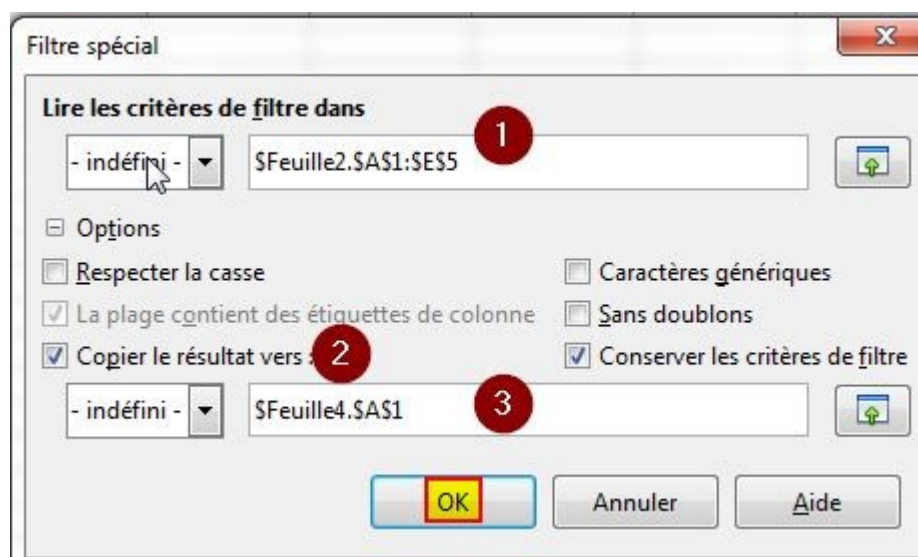 Filtre spécial
Lire les critères de filtre dans
1
- indéfini -
$Feuille2.$A$1:$E$5
Options
Respecter la casse
Caractères génériques
La plage contient des étiquettes de colonne
Sans doublons
Copier le résultat vers :
2
Conserver les critères de filtre
- indéfini -
$Feuille4.$A$1
3
OK
Annuler
Aide